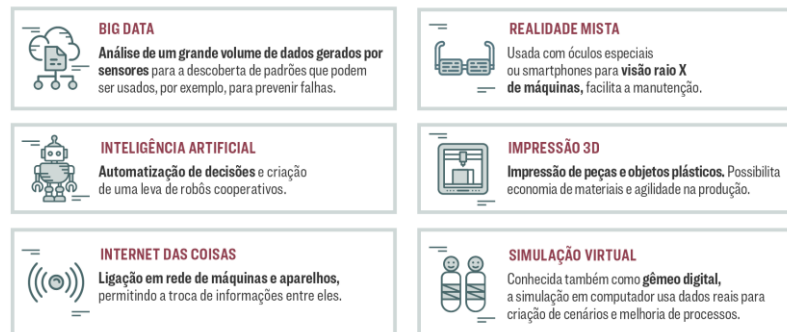 BIG DATA
Análise de um grande volume de dados gerados por
sensores para a descoberta de padrões que podem
ser usados, por exemplo, para prevenir falhas.
REALIDADE MISTA
Usada com óculos especiais
ou smartphones para visão raio X
de máquinas, facilita a manutenção.
INTELIGÊNCIA ARTIFICIAL
Automatização de decisões e criação
de uma leva de robôs cooperativos.
IMPRESSÃO 3D
Impressão de peças e objetos plásticos. Possibilita
economia de materiais e agilidade na produção.
INTERNET DAS COISAS
Ligação em rede de máquinas e aparelhos,
permitindo a troca de informações entre eles.
SIMULAÇÃO VIRTUAL
Conhecida também como gêmeo digital,
a simulação em computador usa dados reais para
criação de cenários e melhoria de processos.